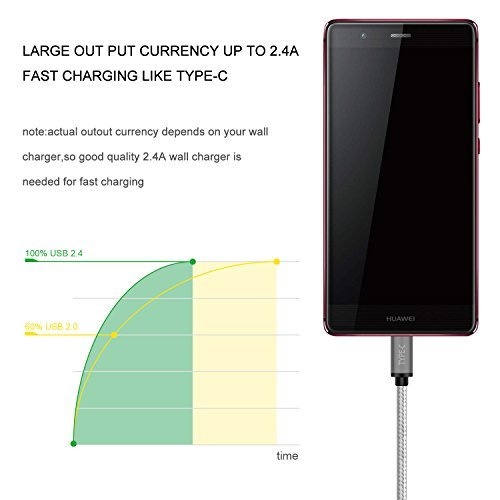 LARGE OUT PUT CURRENCY UP TO 2.4A
FAST CHARGING LIKE TYPE-C
note:actual outout currency depends on your wall
charger,so good quality 2.4A wall charger is
needed for fast charging
100% USB 2.4
60% USB 2.0
time
HUAWEI
TYPE-C